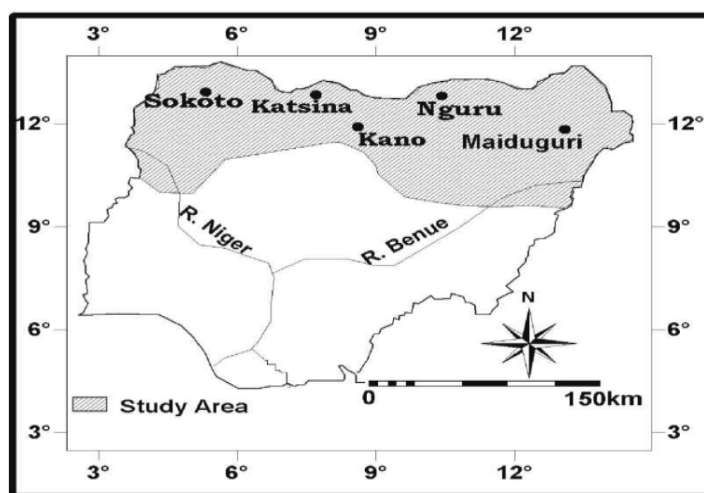 3° 6° 9° 12°
Sokoto Katsina Nguru
12° 12°
Kano Maiduguri
9° 9°
R. Niger R. Benue
6° 6°
N
Study Area
0 150km
3° 3°
3° 6° 9° 12°